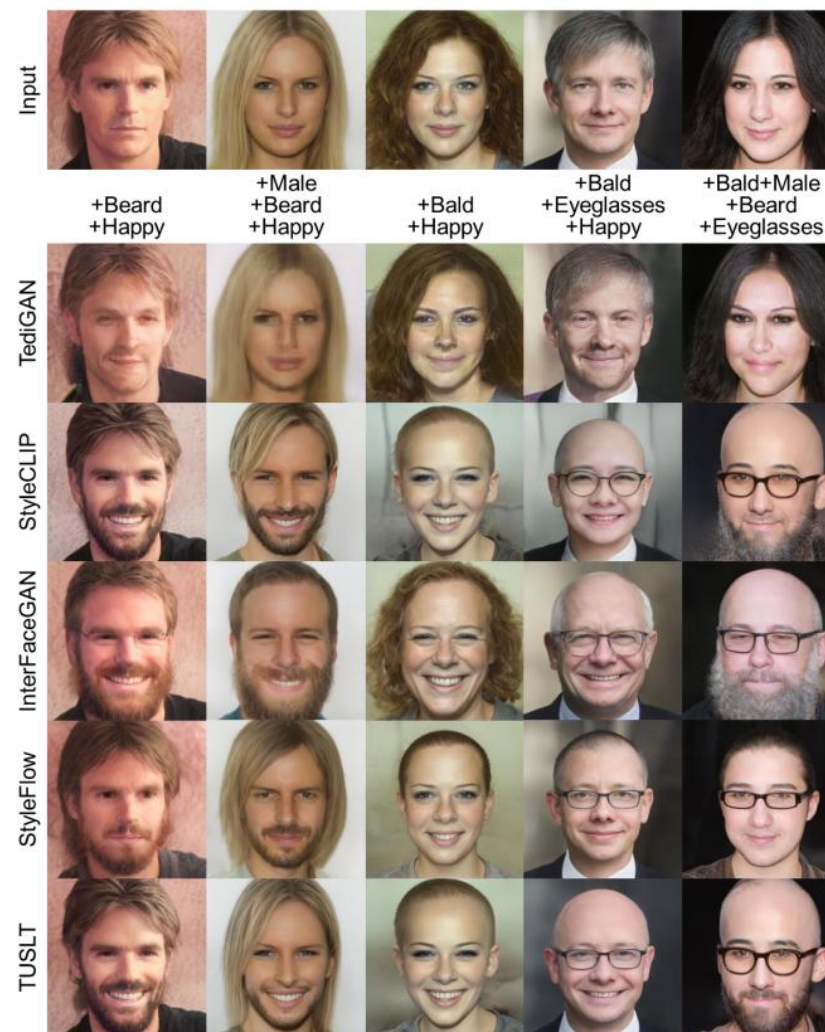 Input
+Beard
+Happy
+Male
+Beard
+Happy
+Bald
+Happy
+Bald
+Eyeglasses
+Happy
+Bald+Male
+Beard
+Eyeglasses
TediGAN
StyleCLIP
InterFaceGAN
StyleFlow
TUSLT